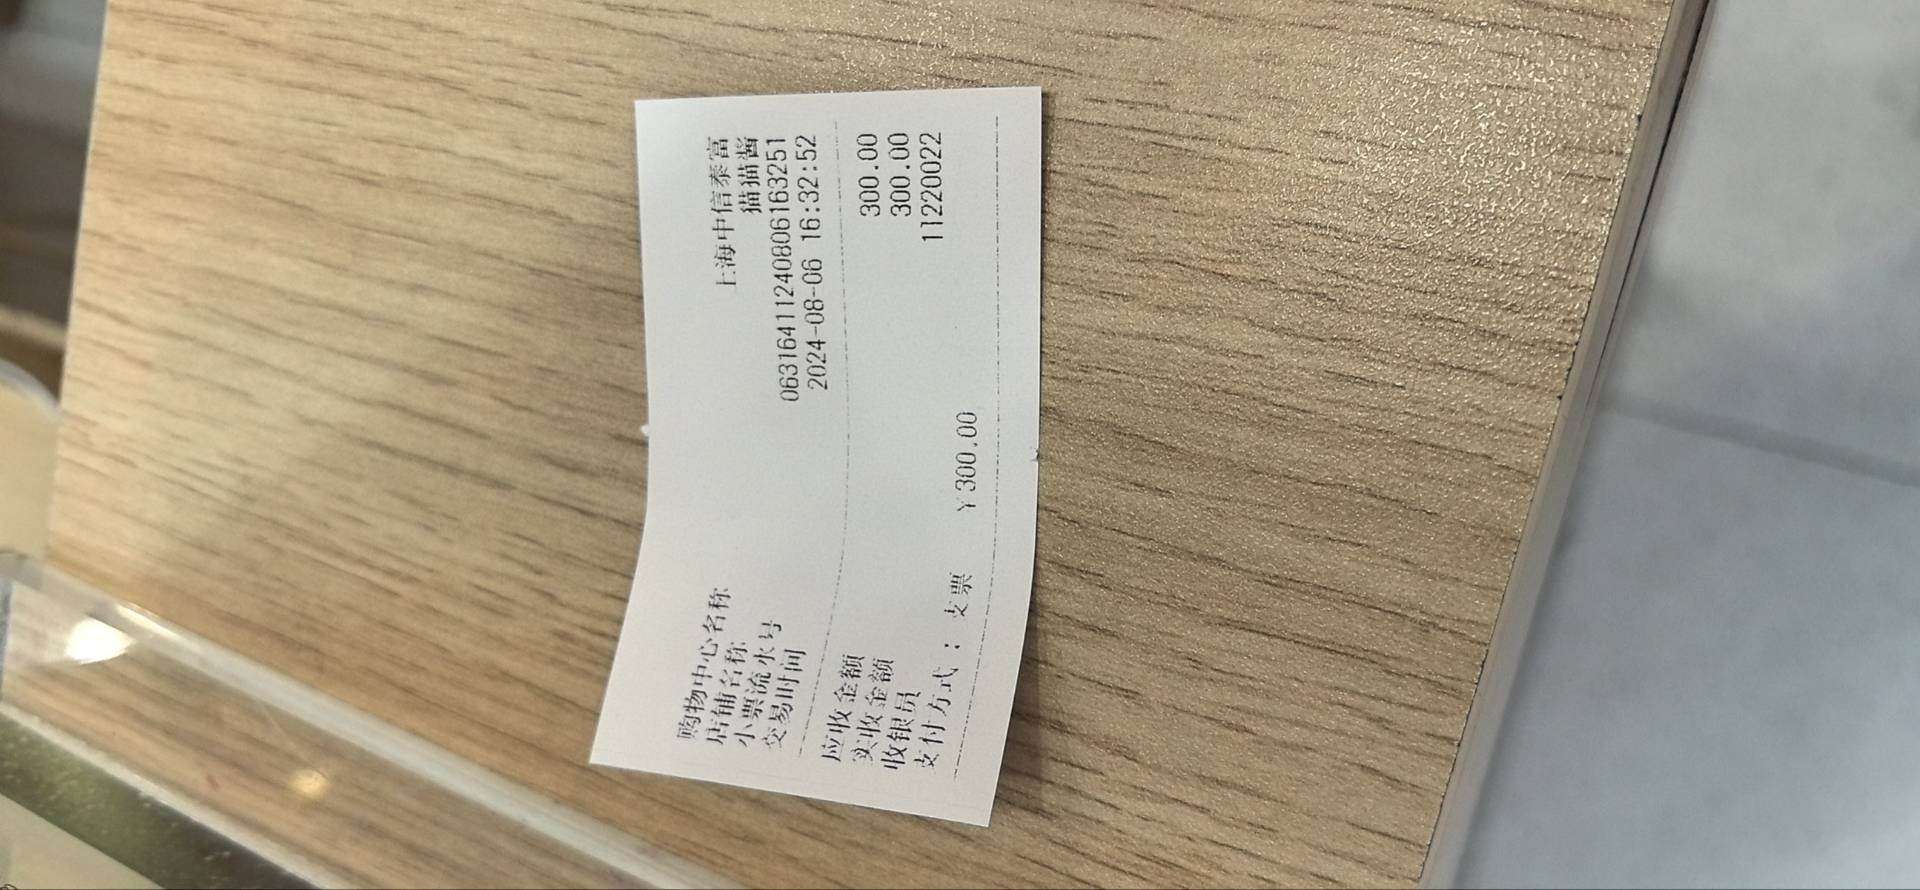 购物中心名称 上海中信泰富
店铺名称 猫猫酱
小票流水号 06316411240806163251
交易时间 2024-08-06 16:32:52
应收金额 300.00
实收金额 300.00
收银员 11220022
支付方式： 支票 ¥300.00